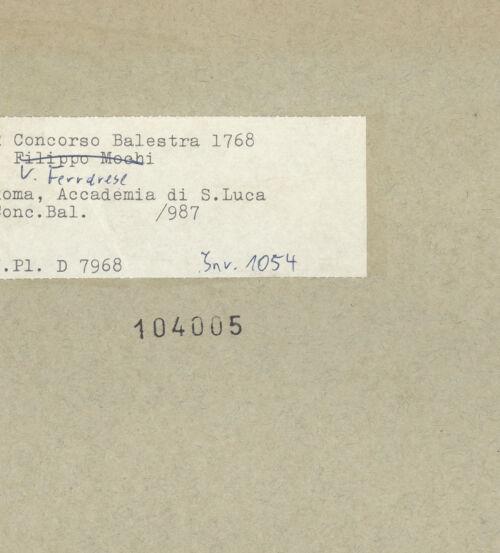 Concorso Balestra 1768
Filippo Mochi
V. Ferrarese
oma, Accademia di S.Luca
onc.Bal. /987
.Pl. D 7968 Inv. 1054
104005